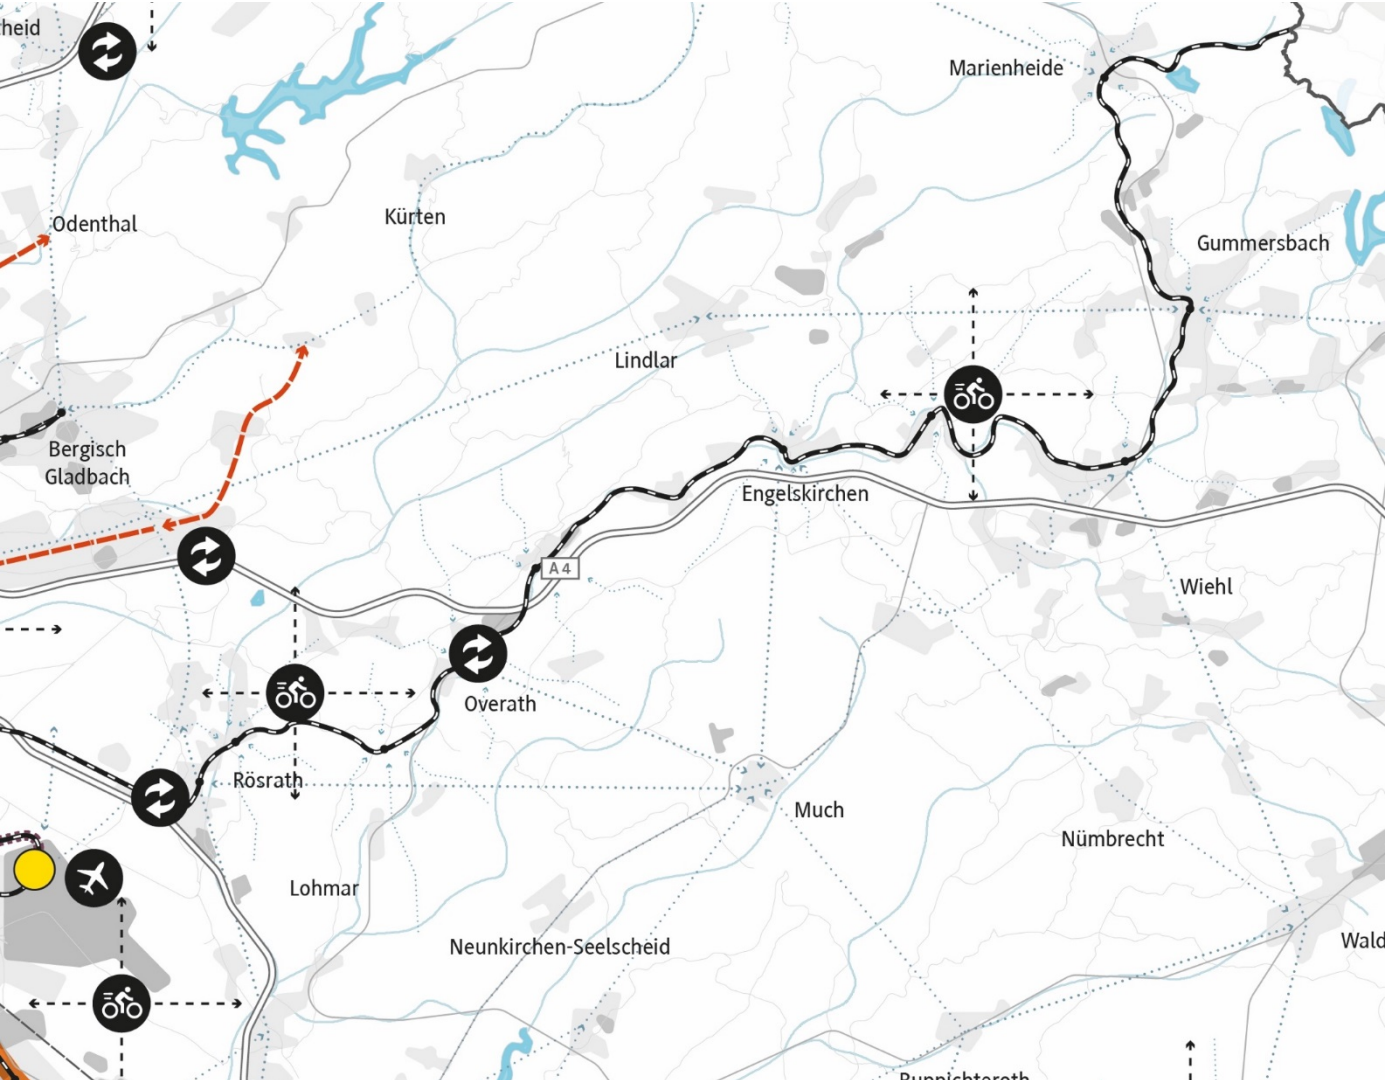 heid
Marienheide
Odenthal
Kürten
Gummersbach
Lindlar
Bergisch
Gladbach
Engelskirchen
A 4
Wiehl
Overath
Rösrath
Much
Nümbrecht
Lohmar
Neunkirchen-Seelscheid
Wald
Ruppichteroth